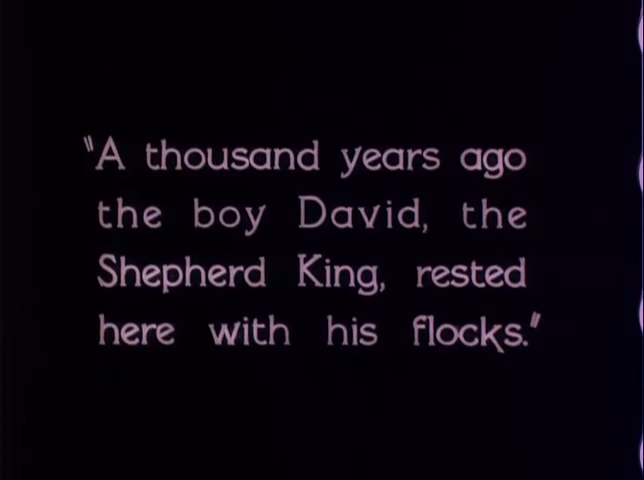 "A thousand years ago
the boy David, the
Shepherd King, rested
here with his flocks."